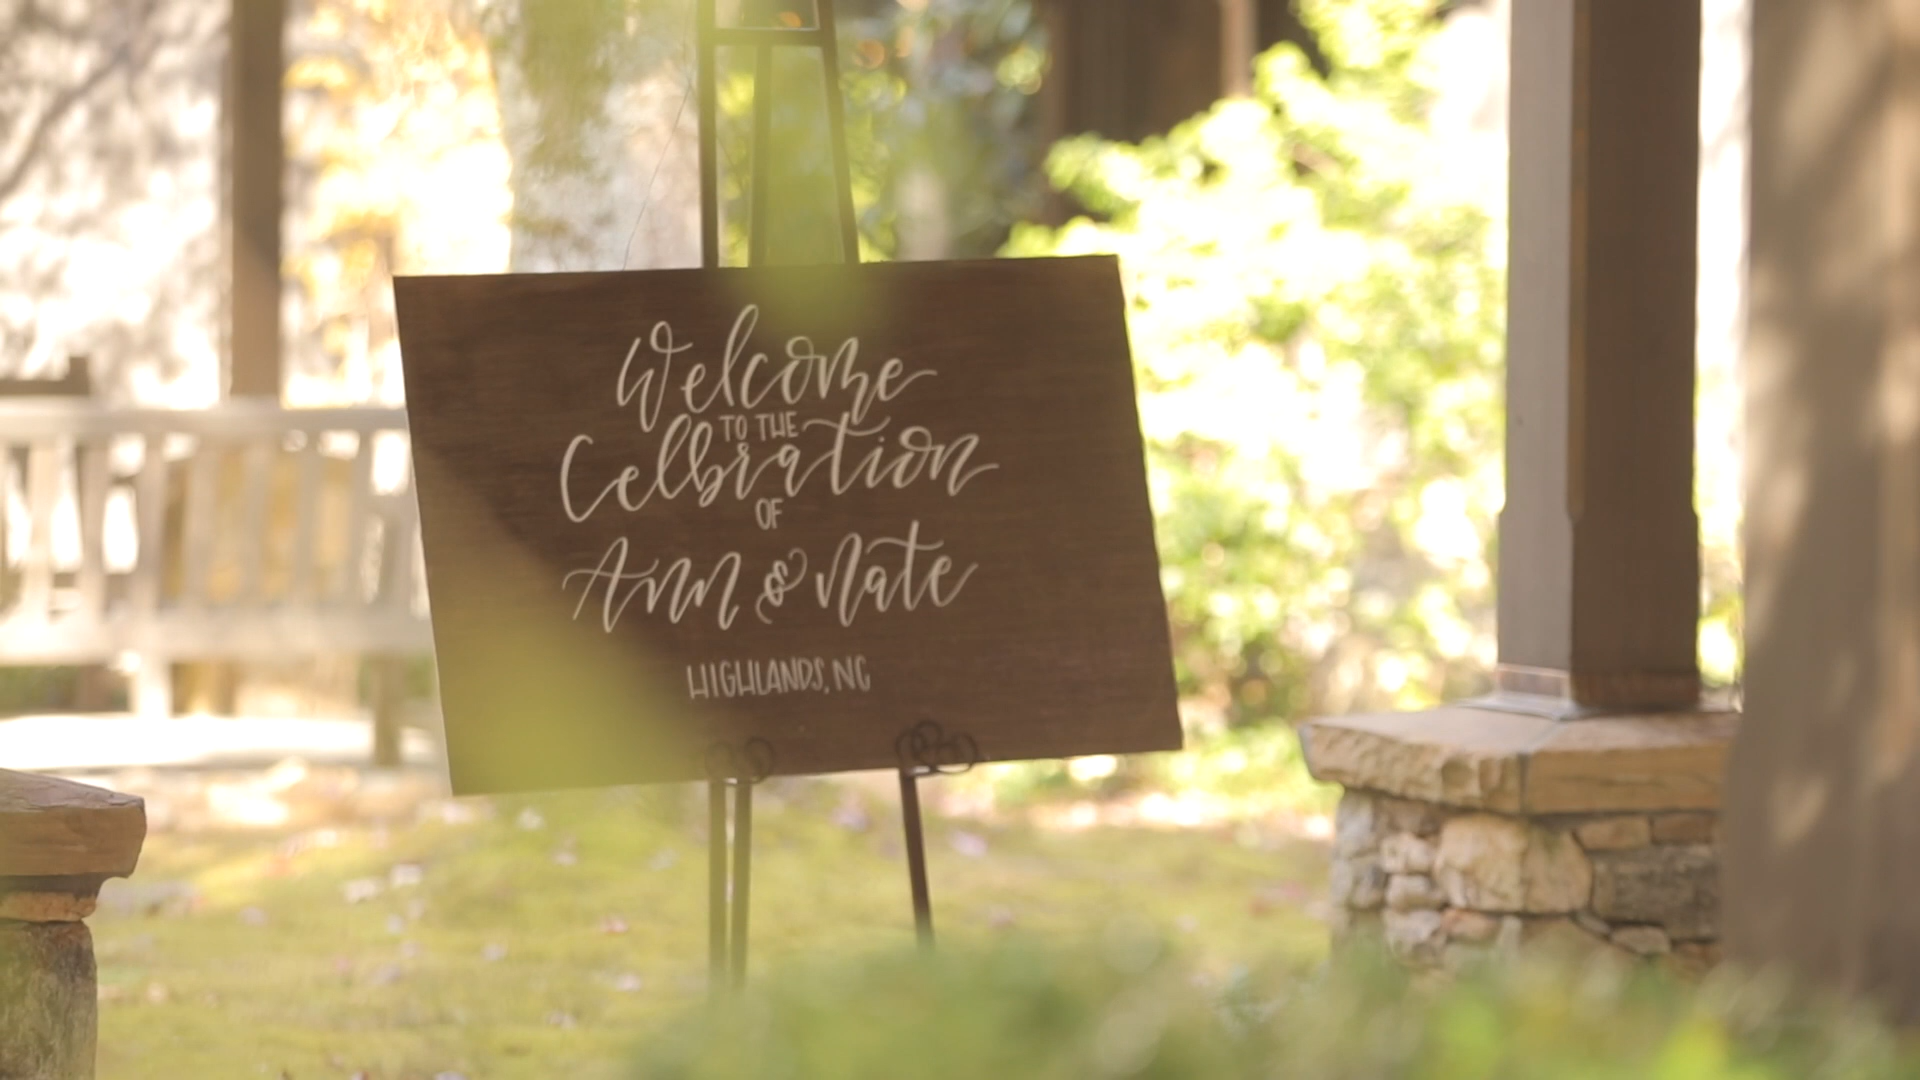 Welcome
TO THE
Celbration
OF
Ann & Nate
HIGHLANDS, NC